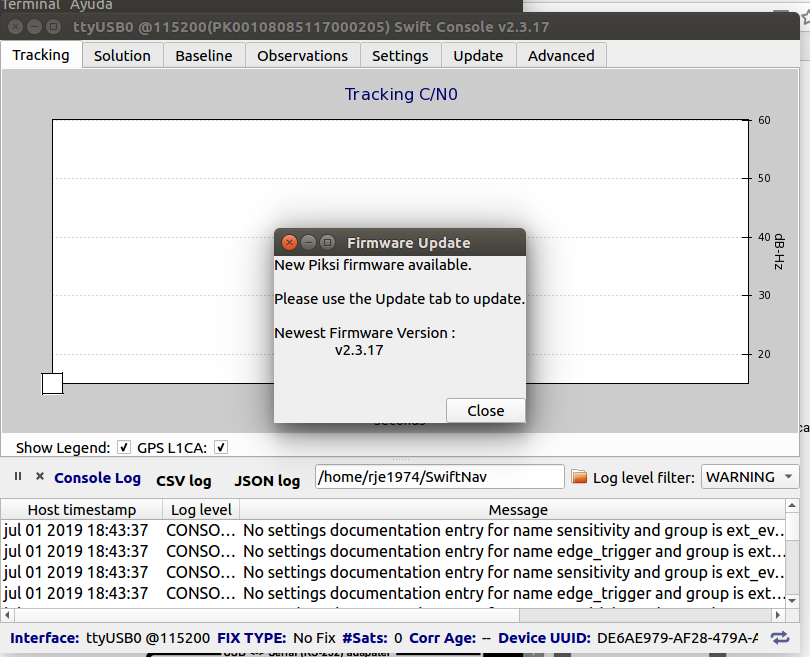 Terminal Ayuda
ttyUSB0 @115200(PK00108085117000205) Swift Console v2.3.17
Tracking Solution Baseline Observations Settings Update Advanced
Tracking C/N0
60
50
40
30
20
dB-Hz
Firmware Update
New Piksi firmware available.
Please use the Update tab to update.
Newest Firmware Version :
v2.3.17
Close
Show Legend: GPS L1CA:
Console Log CSV log JSON log /home/rje1974/SwiftNav Log level filter: WARNING
Host timestamp Log level Message
jul 01 2019 18:43:37 CONSO... No settings documentation entry for name sensitivity and group is ext_ev...
jul 01 2019 18:43:37 CONSO... No settings documentation entry for name edge_trigger and group is ext...
jul 01 2019 18:43:37 CONSO... No settings documentation entry for name sensitivity and group is ext_ev...
jul 01 2019 18:43:37 CONSO... No settings documentation entry for name edge_trigger and group is ext...
Interface: ttyUSB0 @115200 FIX TYPE: No Fix #Sats: 0 Corr Age: -- Device UUID: DE6AE979-AF28-479A-A